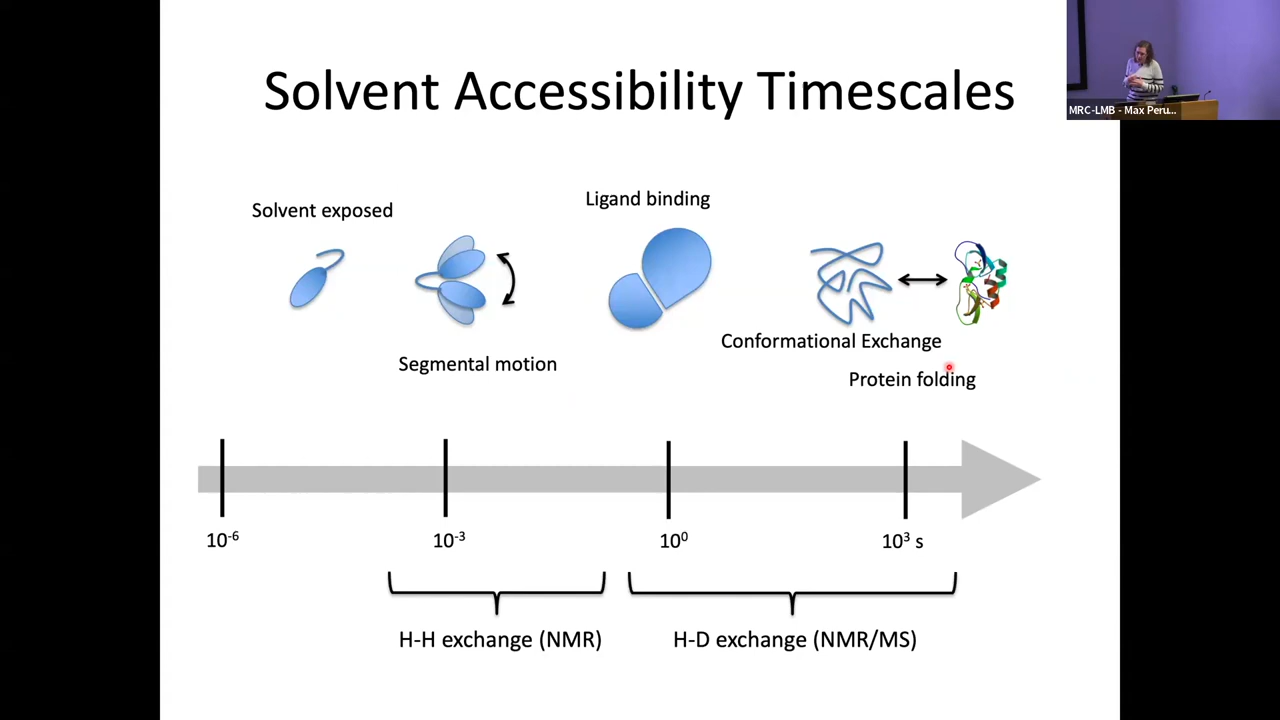 Solvent Accessibility Timescales
MRC-LMB - Max Peru...
Solvent exposed
Ligand binding
Segmental motion
Conformational Exchange
Protein folding
10⁻⁶
10⁻³
10⁰
10³ s
H-H exchange (NMR)
H-D exchange (NMR/MS)